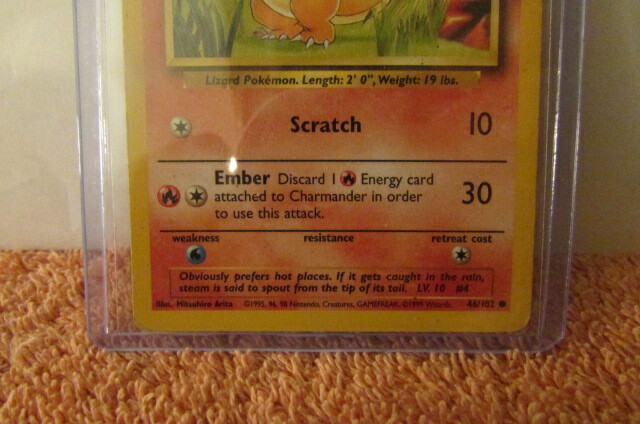 Lizard Pokémon. Length: 2' 0", Weight: 19 lbs.
Scratch 10
Ember Discard 1 Energy card
attached to Charmander in order
to use this attack.
30
weakness resistance retreat cost
Obviously prefers hot places. If it gets caught in the rain,
steam is said to spout from the tip of its tail. LV. 10 #4
Illus. Mitsuhiro Arita ©1995, 96, 98 Nintendo, Creatures, GAMEFREAK. ©1999 Wizards. 46/102